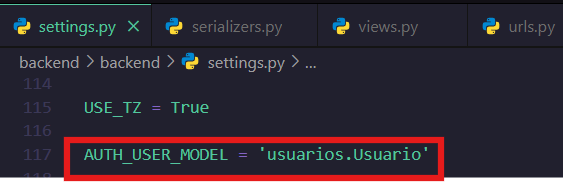 settings.py ×
serializers.py
views.py
urls.py
backend > backend > settings.py > ...
114
115 USE_TZ = True
116
117 AUTH_USER_MODEL = 'usuarios.Usuario'